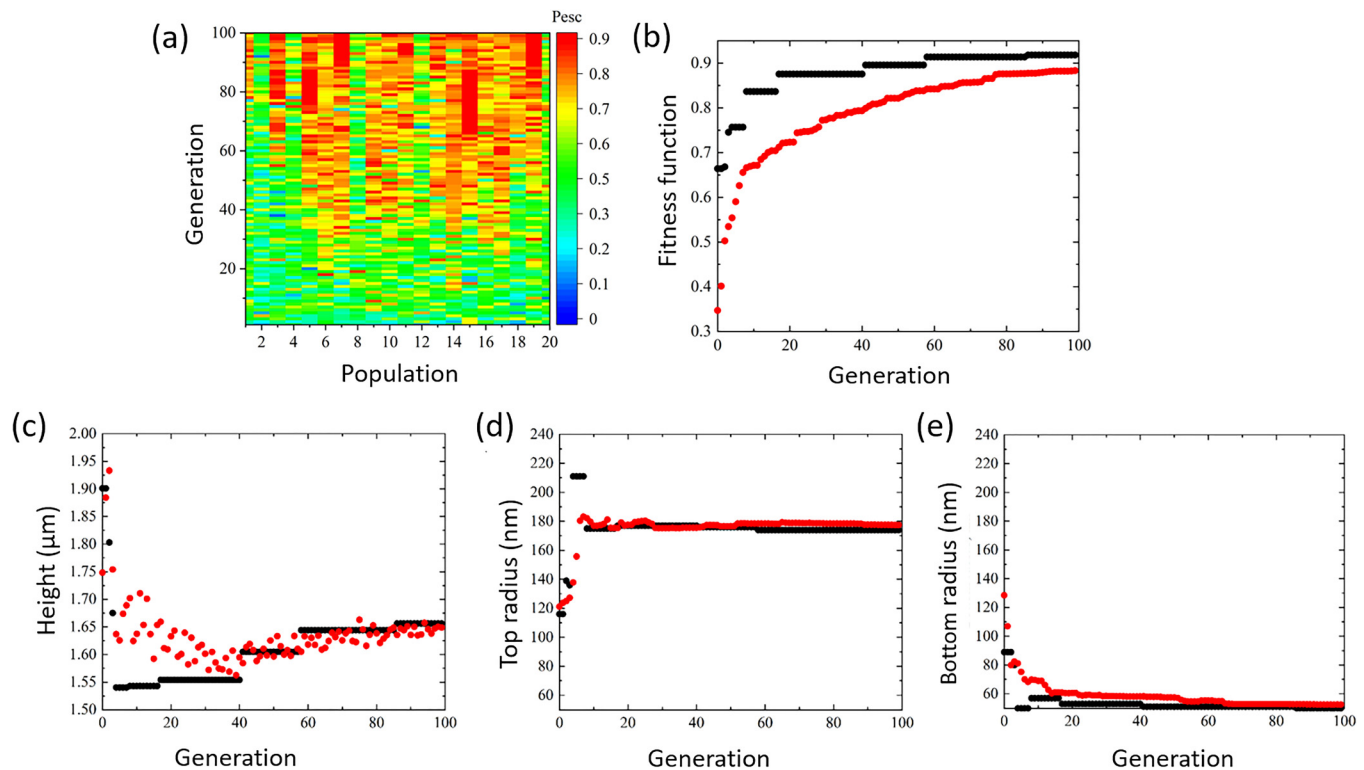 (a)
Pesc
100
80
60
40
20
Generation
2 4 6 8 10 12 14 16 18 20
Population
0.9
0.8
0.7
0.6
0.5
0.4
0.3
0.2
0.1
0
(b)
0.9
0.8
0.7
0.6
0.5
0.4
0.3
Fitness function
0 20 40 60 80 100
Generation
(c)
2.00
1.95
1.90
1.85
1.80
1.75
1.70
1.65
1.60
1.55
1.50
Height (μm)
0 20 40 60 80 100
Generation
(d)
240
220
200
180
160
140
120
100
80
60
Top radius (nm)
0 20 40 60 80 100
Generation
(e)
240
220
200
180
160
140
120
100
80
60
Bottom radius (nm)
0 20 40 60 80 100
Generation